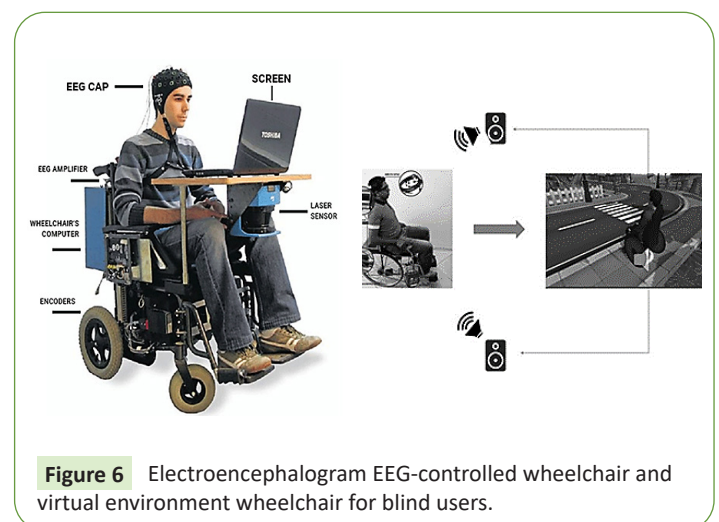 EEG CAP
SCREEN
TOSHIBA
EEG AMPLIFIER
LASER
SENSOR
WHEELCHAIR'S
COMPUTER
ENCODERS
Figure 6 Electroencephalogram EEG-controlled wheelchair and
virtual environment wheelchair for blind users.